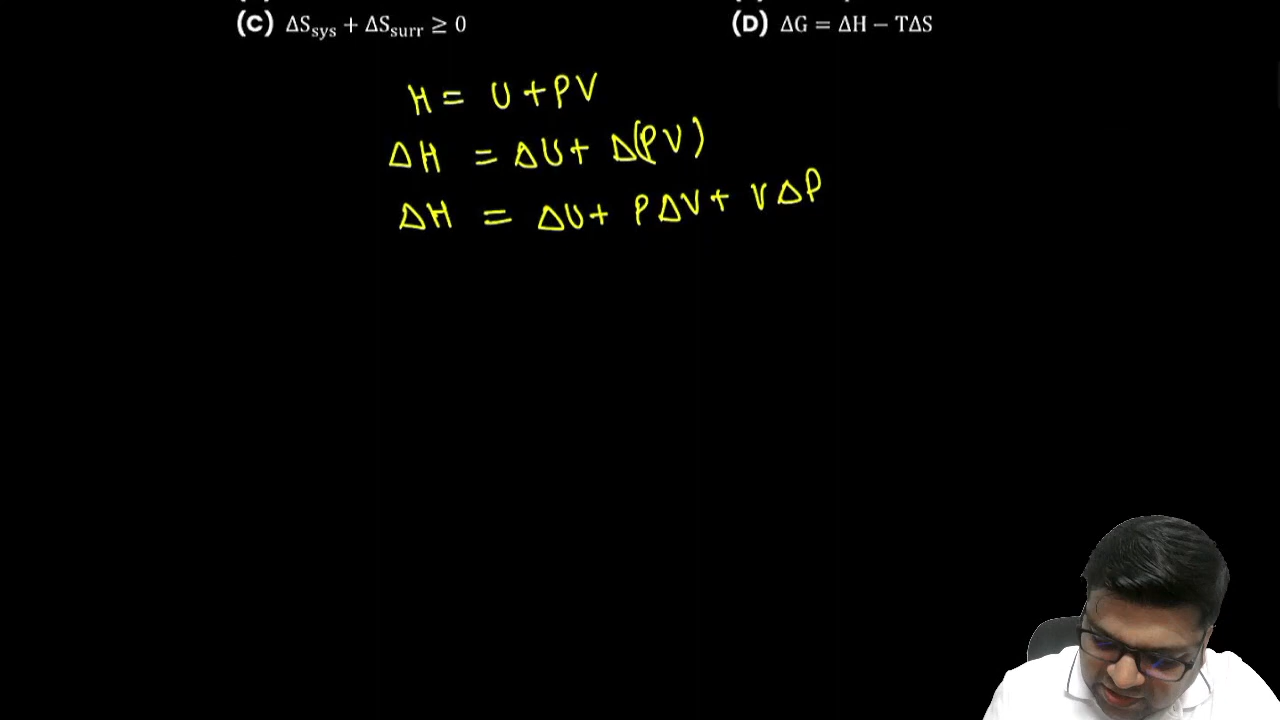 (C) ΔS_sys + ΔS_surr ≥ 0
(D) ΔG = ΔH − TΔS
H = U + PV
ΔH = ΔU + Δ(PV)
ΔH = ΔU + PΔV + VΔP